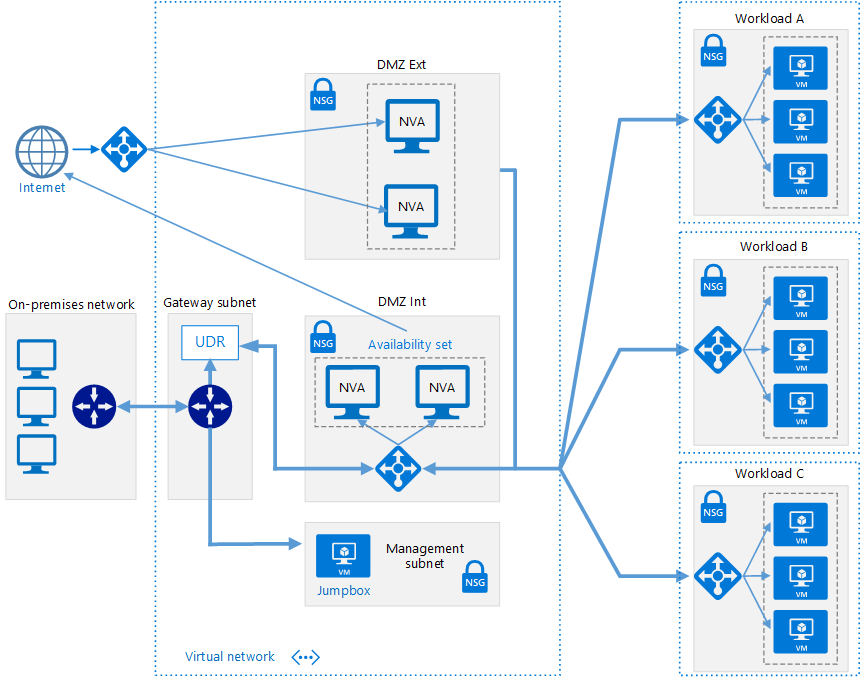 Workload A
NSG
VM
VM
VM
DMZ Ext
NSG
NVA
NVA
Internet
Workload B
NSG
VM
VM
VM
On-premises network
Gateway subnet
UDR
DMZ Int
NSG
Availability set
NVA
NVA
Workload C
NSG
VM
VM
VM
VM
Jumpbox
Management
subnet
NSG
Virtual network